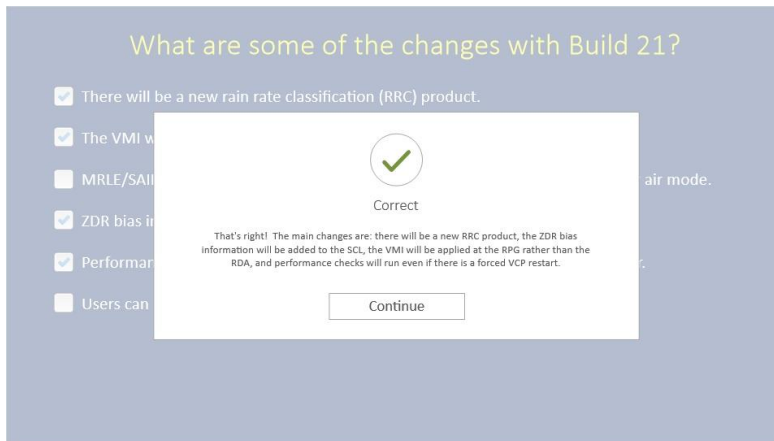 What are some of the changes with Build 21?
There will be a new rain rate classification (RRC) product.
The VMI w
MRLE/SAI
air mode.
ZDR bias i
Performan
r.
Users can
Correct
That's right! The main changes are: there will be a new RRC product, the ZDR bias
information will be added to the SCL, the VMI will be applied at the RPG rather than the
RDA, and performance checks will run even if there is a forced VCP restart.
Continue